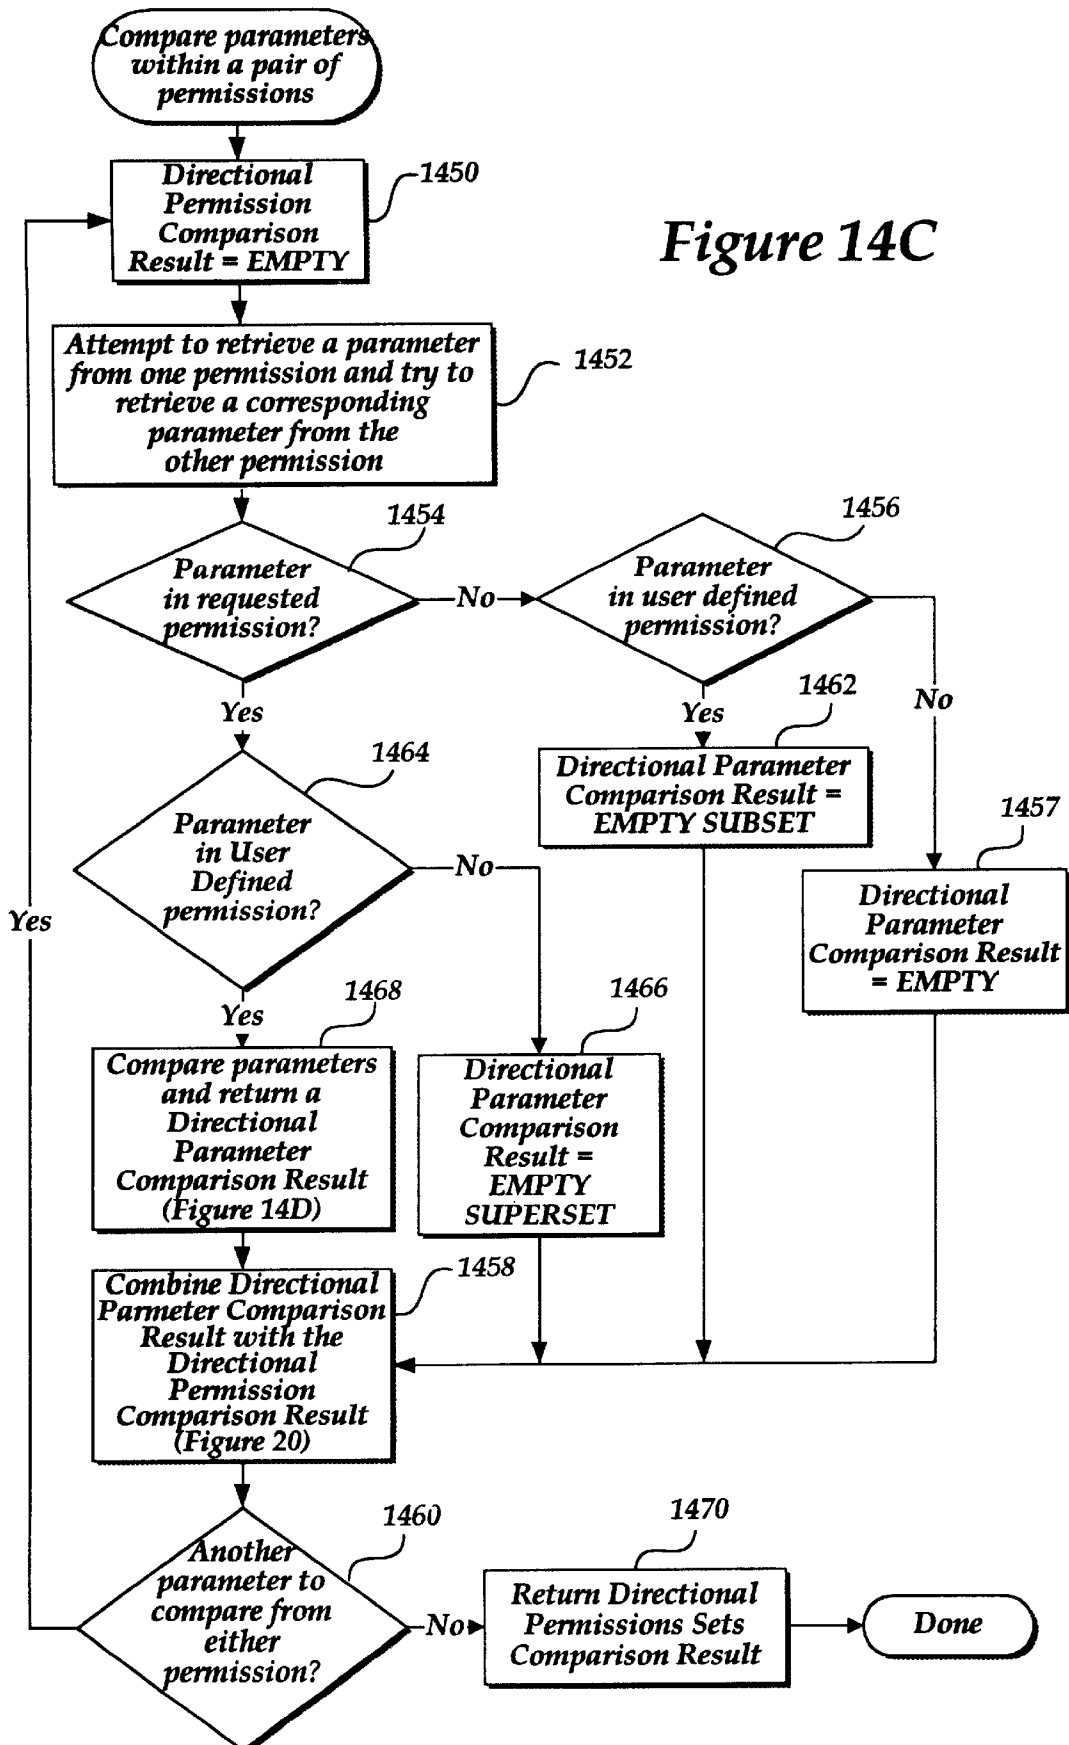 Compare parameters
within a pair of
permissions
Directional
Permission
Comparison
Result = EMPTY
1450
Figure 14C
Attempt to retrieve a parameter
from one permission and try to
retrieve a corresponding
parameter from the
other permission
1452
1454
Parameter
in requested
permission?
No
1456
Parameter
in user defined
permission?
Yes
Yes
No
1462
Directional Parameter
Comparison Result =
EMPTY SUBSET
1464
Parameter
in User
Defined
permission?
No
1457
Directional
Parameter
Comparison Result
= EMPTY
Yes
Yes
1468
Compare parameters
and return a
Directional
Parameter
Comparison Result
(Figure 14D)
1466
Directional
Parameter
Comparison
Result =
EMPTY
SUPERSET
1458
Combine Directional
Parmeter Comparison
Result with the
Directional
Permission
Comparison Result
(Figure 20)
1460
Another
parameter to
compare from
either
permission?
No
1470
Return Directional
Permissions Sets
Comparison Result
Done